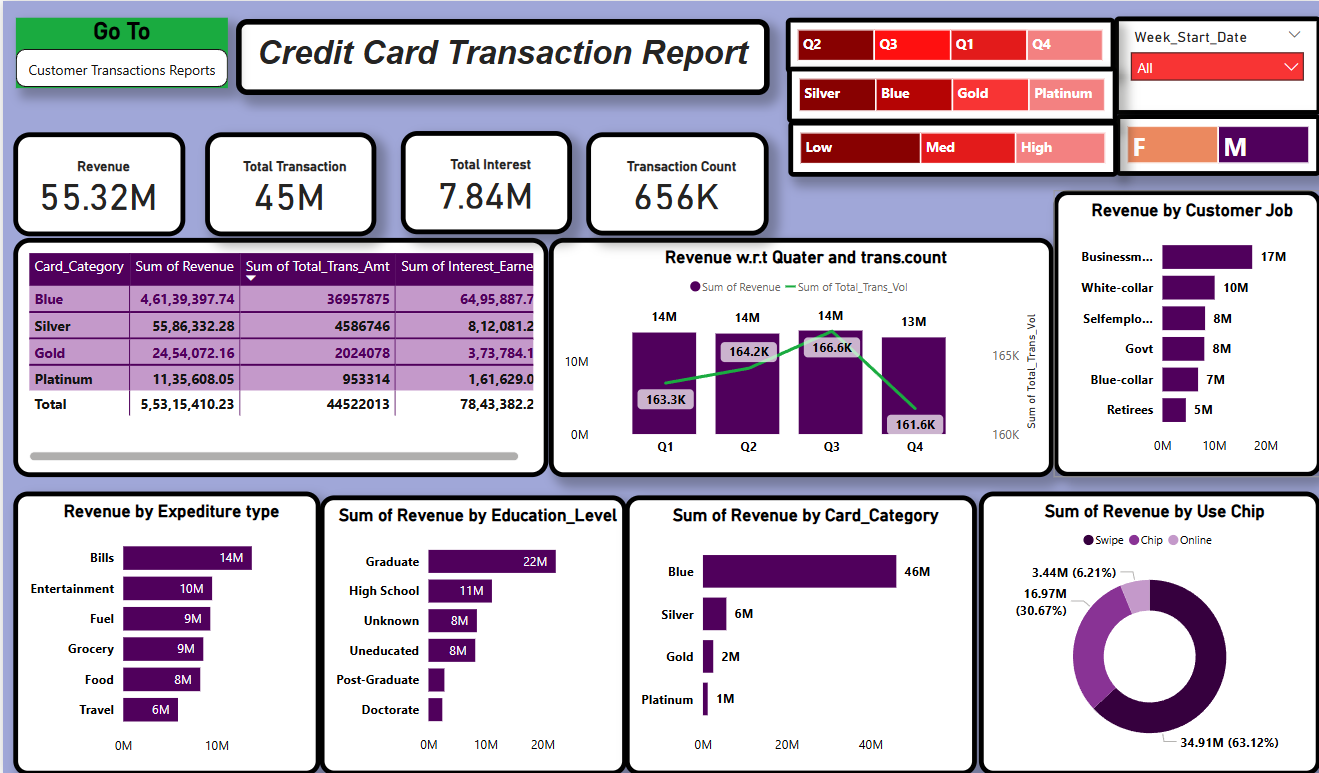 Go To
Customer Transactions Reports
Credit Card Transaction Report
Q2 Q3 Q1 Q4
Silver Blue Gold Platinum
Low Med High
Week_Start_Date
All
F M
Revenue
55.32M
Total Transaction
45M
Total Interest
7.84M
Transaction Count
656K
Card_Category Sum of Revenue Sum of Total_Trans_Amt Sum of Interest_Earne
Blue 4,61,39,397.74 36957875 64,95,887.7
Silver 55,86,332.28 4586746 8,12,081.2
Gold 24,54,072.16 2024078 3,73,784.1
Platinum 11,35,608.05 953314 1,61,629.0
Total 5,53,15,410.23 44522013 78,43,382.2
Revenue w.r.t Quater and trans.count
Sum of Revenue Sum of Total_Trans_Vol
14M 14M 14M 13M
10M
0M
163.3K 164.2K 166.6K 161.6K
165K
160K
Sum of Total_Trans_Vol
Q1 Q2 Q3 Q4
Revenue by Customer Job
Businessm... 17M
White-collar 10M
Selfemplo... 8M
Govt 8M
Blue-collar 7M
Retirees 5M
0M 10M 20M
Revenue by Expediture type
Bills 14M
Entertainment 10M
Fuel 9M
Grocery 9M
Food 8M
Travel 6M
0M 10M
Sum of Revenue by Education_Level
Graduate 22M
High School 11M
Unknown 8M
Uneducated 8M
Post-Graduate
Doctorate
0M 10M 20M
Sum of Revenue by Card_Category
Blue 46M
Silver 6M
Gold 2M
Platinum 1M
0M 20M 40M
Sum of Revenue by Use Chip
Swipe Chip Online
3.44M (6.21%)
16.97M
(30.67%)
34.91M (63.12%)